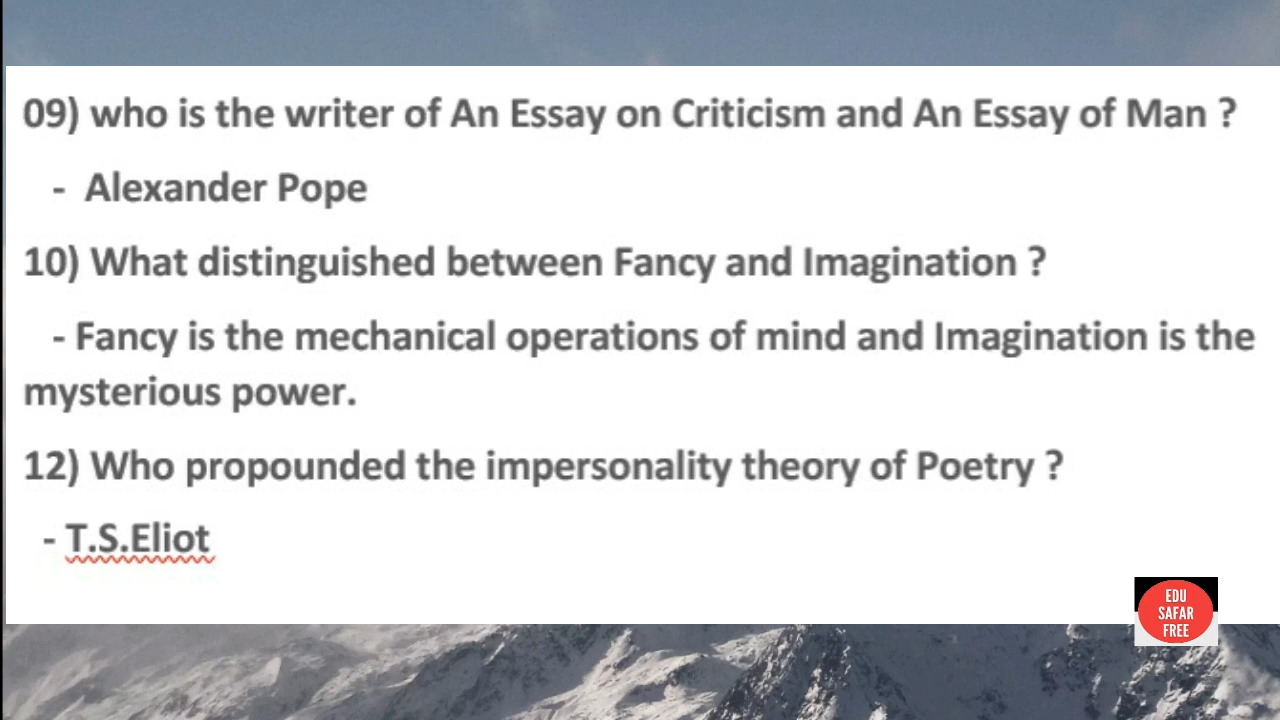 09) who is the writer of An Essay on Criticism and An Essay of Man ?
- Alexander Pope
10) What distinguished between Fancy and Imagination ?
- Fancy is the mechanical operations of mind and Imagination is the
mysterious power.
12) Who propounded the impersonality theory of Poetry ?
- T.S.Eliot
EDU
SAFAR
FREE